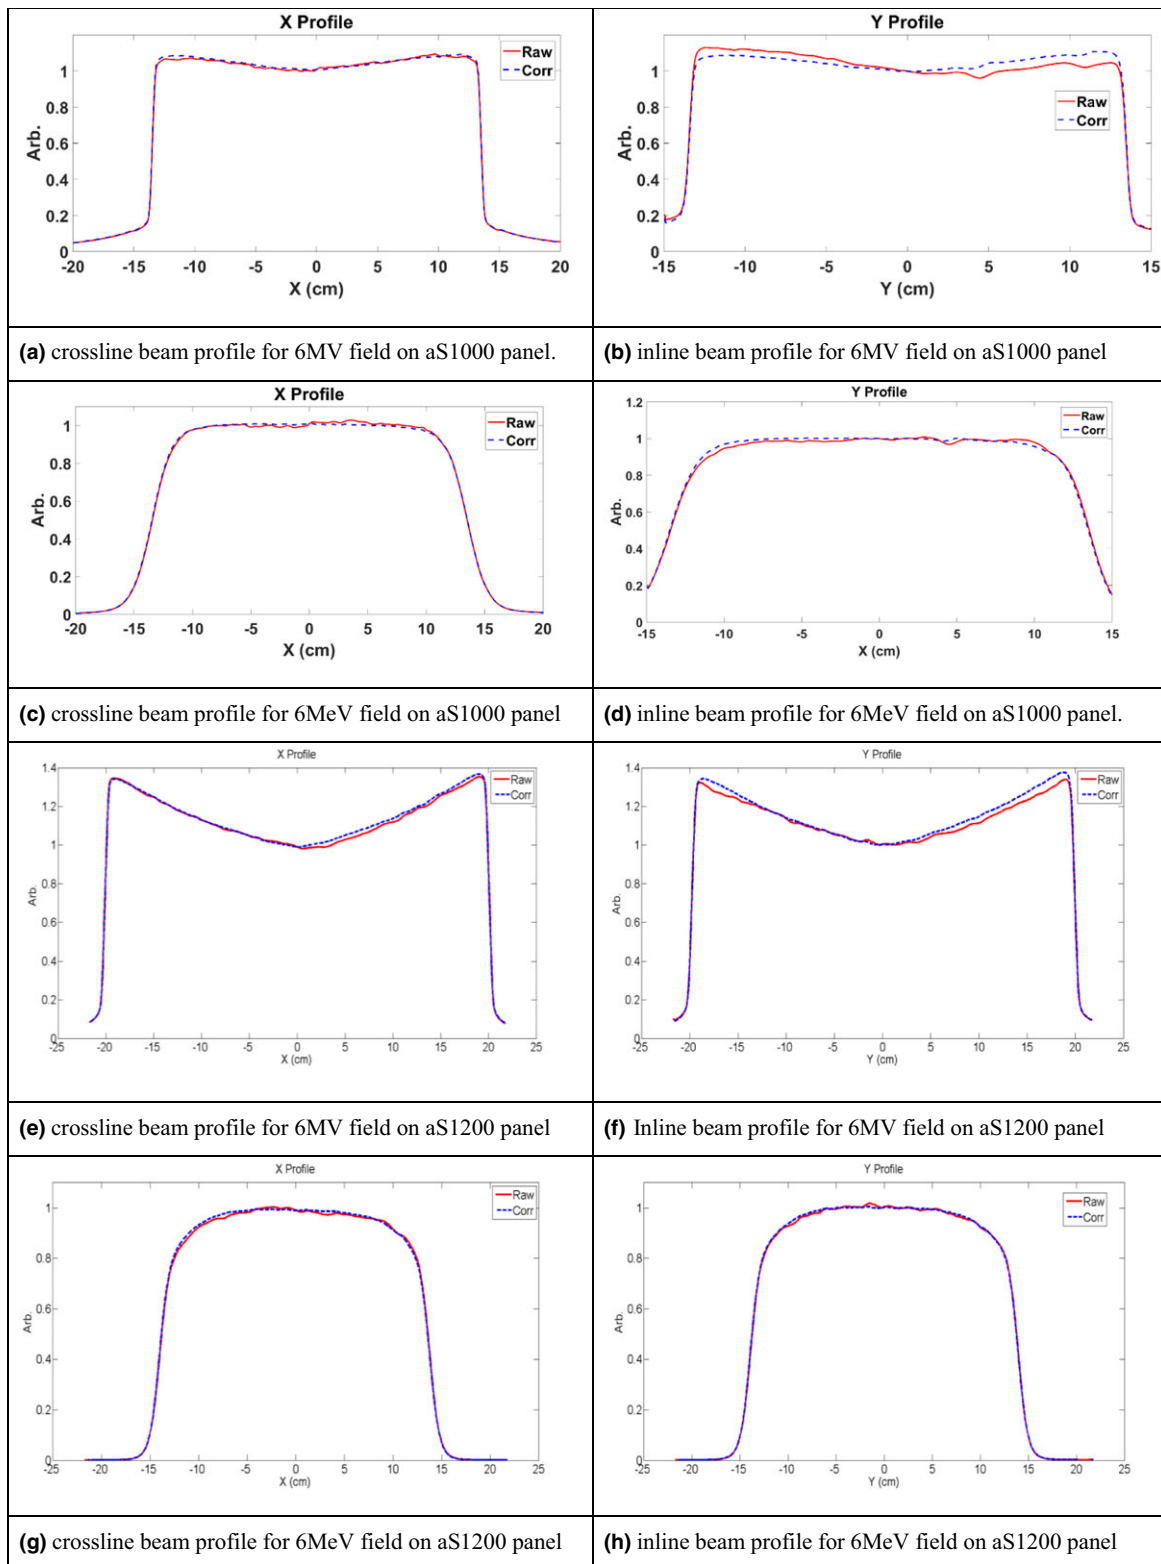 X Profile
Raw
Corr
Arb.
1
0.8
0.6
0.4
0.2
0
-20 -15 -10 -5 0 5 10 15 20
X (cm)
Y Profile
Raw
Corr
Arb.
1
0.8
0.6
0.4
0.2
0
-15 -10 -5 0 5 10 15
Y (cm)
(a) crossline beam profile for 6MV field on aS1000 panel.
(b) inline beam profile for 6MV field on aS1000 panel
X Profile
Raw
Corr
Arb.
1
0.8
0.6
0.4
0.2
0
-20 -15 -10 -5 0 5 10 15 20
X (cm)
Y Profile
Raw
Corr
Arb.
1.2
1
0.8
0.6
0.4
0.2
0
-15 -10 -5 0 5 10 15
X (cm)
(c) crossline beam profile for 6MeV field on aS1000 panel
(d) inline beam profile for 6MeV field on aS1000 panel.
X Profile
Raw
Corr
Arb.
1.4
1.2
1
0.8
0.6
0.4
0.2
0
-25 -20 -15 -10 -5 0 5 10 15 20 25
X (cm)
Y Profile
Raw
Corr
Arb.
1.4
1.2
1
0.8
0.6
0.4
0.2
0
-25 -20 -15 -10 -5 0 5 10 15 20 25
Y (cm)
(e) crossline beam profile for 6MV field on aS1200 panel
(f) Inline beam profile for 6MV field on aS1200 panel
X Profile
Raw
Corr
Arb.
1
0.8
0.6
0.4
0.2
0
-25 -20 -15 -10 -5 0 5 10 15 20 25
X (cm)
Y Profile
Raw
Corr
Arb.
1
0.8
0.6
0.4
0.2
0
-25 -20 -15 -10 -5 0 5 10 15 20 25
Y (cm)
(g) crossline beam profile for 6MeV field on aS1200 panel
(h) inline beam profile for 6MeV field on aS1200 panel